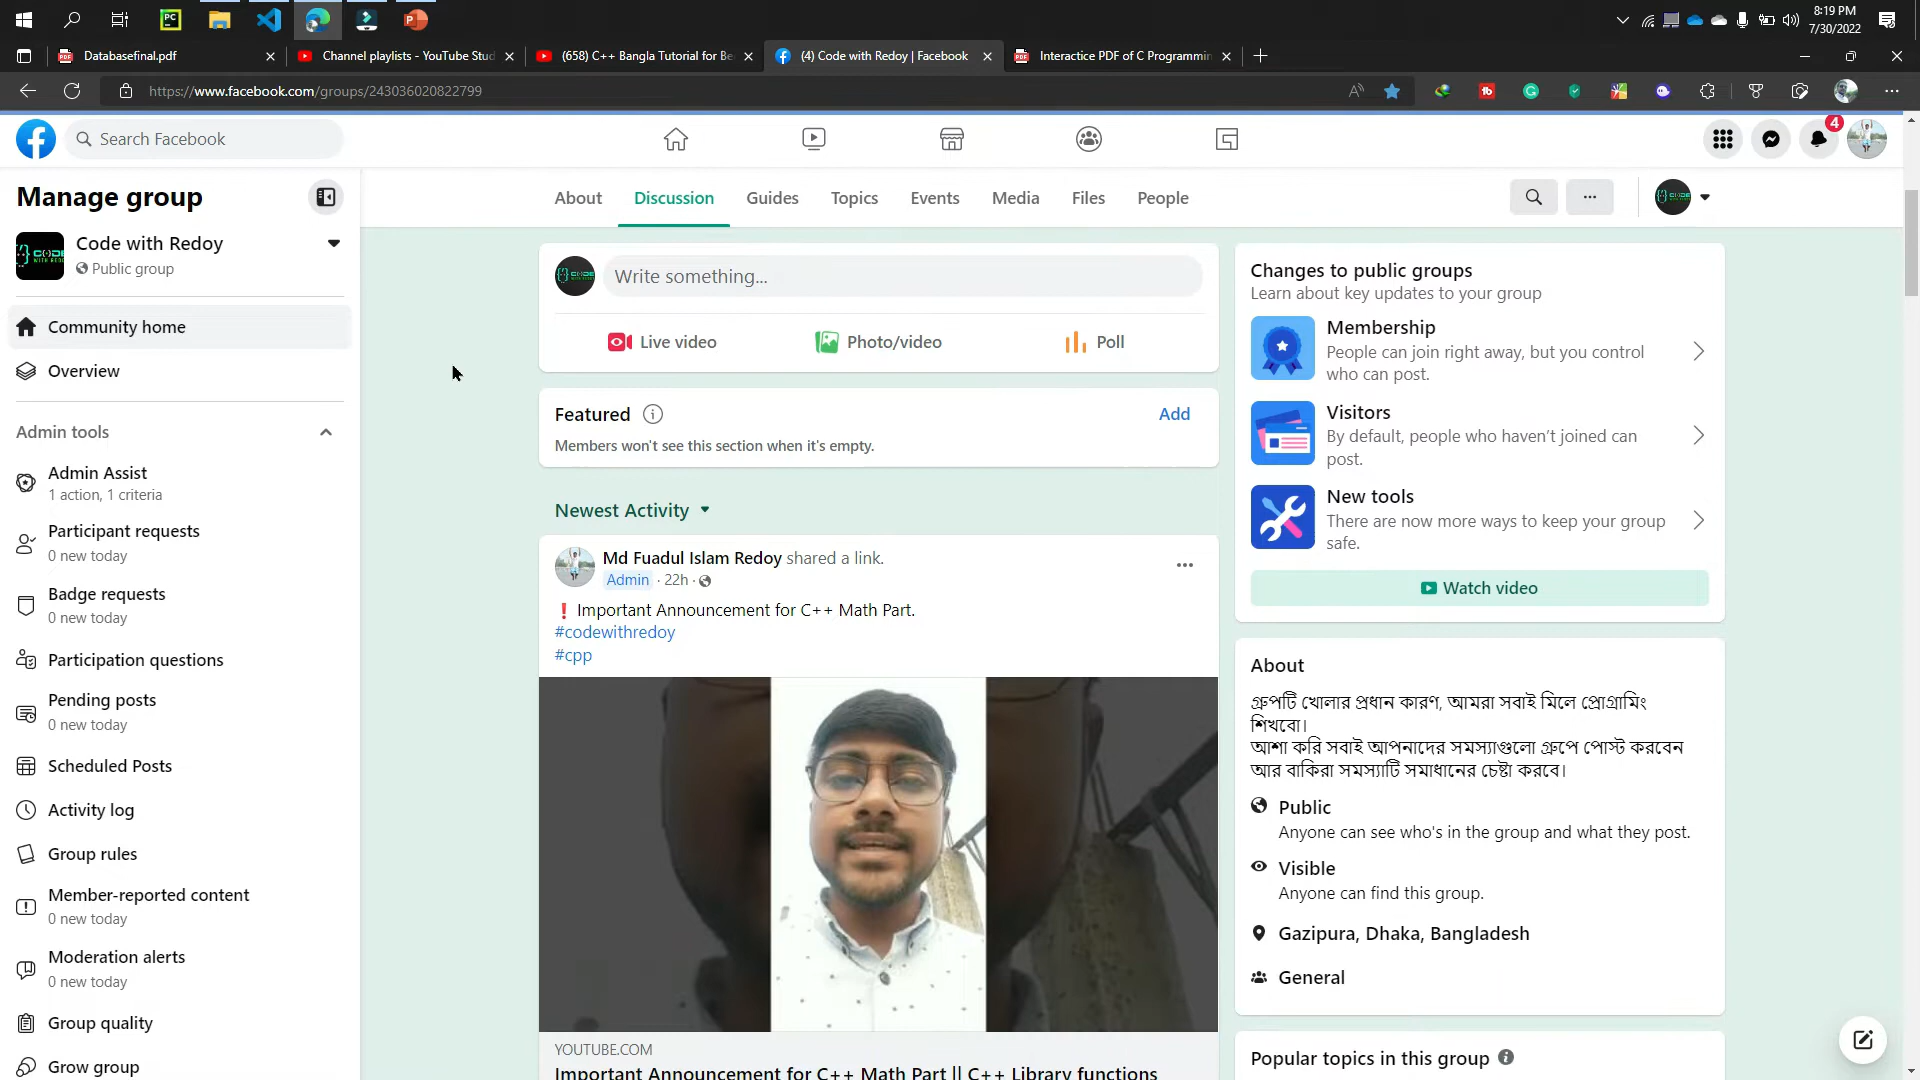 8:19 PM
7/30/2022
Databasefinal.pdf
Channel playlists - YouTube Stud
(658) C++ Bangla Tutorial for Be
(4) Code with Redoy | Facebook
Interactice PDF of C Programmin
https://www.facebook.com/groups/243036020822799
Search Facebook
4
Manage group
Code with Redoy
Public group
Community home
Overview
Admin tools
Admin Assist
1 action, 1 criteria
Participant requests
0 new today
Badge requests
0 new today
Participation questions
Pending posts
0 new today
Scheduled Posts
Activity log
Group rules
Member-reported content
0 new today
Moderation alerts
0 new today
Group quality
Grow group
About Discussion Guides Topics Events Media Files People
Write something...
Live video Photo/video Poll
Featured Add
Members won't see this section when it's empty.
Newest Activity
Md Fuadul Islam Redoy shared a link.
Admin · 22h ·
❗ Important Announcement for C++ Math Part.
#codewithredoy
#cpp
YOUTUBE.COM
Important Announcement for C++ Math Part || C++ Library functions
Changes to public groups
Learn about key updates to your group
Membership
People can join right away, but you control
who can post.
Visitors
By default, people who haven’t joined can
post.
New tools
There are now more ways to keep your group
safe.
Watch video
About
গ্রুপটি খোলার প্রধান কারণ, আমরা সবাই মিলে প্রোগ্রামিং
শিখবো।
আশা করি সবাই আপনাদের সমস্যাগুলো গ্রুপে পোস্ট করবেন
আর বাকিরা সমস্যাটি সমাধানের চেষ্টা করবে।
Public
Anyone can see who's in the group and what they post.
Visible
Anyone can find this group.
Gazipura, Dhaka, Bangladesh
General
Popular topics in this group